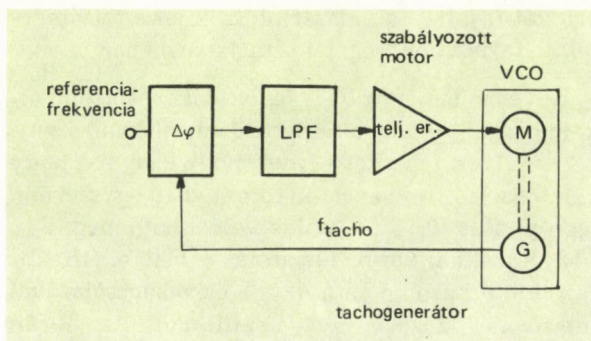 szabályozott
motor
VCO
referencia-
frekvencia
Δφ
LPF
telj. er.
M
f_tacho
G
tachogenerátor